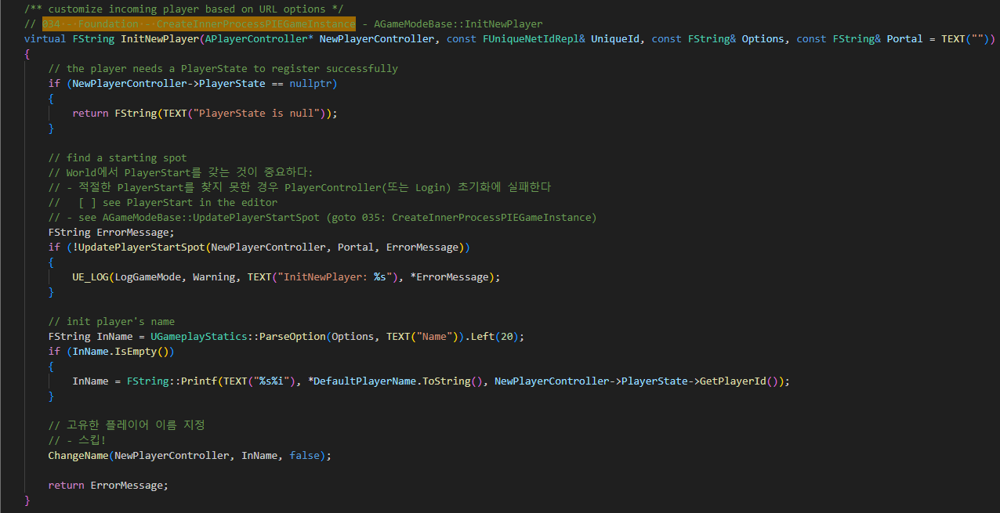 /** customize incoming player based on URL options */
// 034 - Foundation - CreateInnerProcessPIEGameInstance - AGameModeBase::InitNewPlayer
virtual FString InitNewPlayer(APlayerController* NewPlayerController, const FUniqueNetIdRepl& UniqueId, const FString& Options, const FString& Portal = TEXT(""))
{
    // the player needs a PlayerState to register successfully
    if (NewPlayerController->PlayerState == nullptr)
    {
        return FString(TEXT("PlayerState is null"));
    }

    // find a starting spot
    // World에서 PlayerStart를 갖는 것이 중요하다:
    // - 적절한 PlayerStart를 찾지 못한 경우 PlayerController(또는 Login) 초기화에 실패한다
    //   [ ] see PlayerStart in the editor
    // - see AGameModeBase::UpdatePlayerStartSpot (goto 035: CreateInnerProcessPIEGameInstance)
    FString ErrorMessage;
    if (!UpdatePlayerStartSpot(NewPlayerController, Portal, ErrorMessage))
    {
        UE_LOG(LogGameMode, Warning, TEXT("InitNewPlayer: %s"), *ErrorMessage);
    }

    // init player's name
    FString InName = UGameplayStatics::ParseOption(Options, TEXT("Name")).Left(20);
    if (InName.IsEmpty())
    {
        InName = FString::Printf(TEXT("%s%i"), *DefaultPlayerName.ToString(), NewPlayerController->PlayerState->GetPlayerId());
    }

    // 고유한 플레이어 이름 지정
    // - 스킵!
    ChangeName(NewPlayerController, InName, false);

    return ErrorMessage;
}